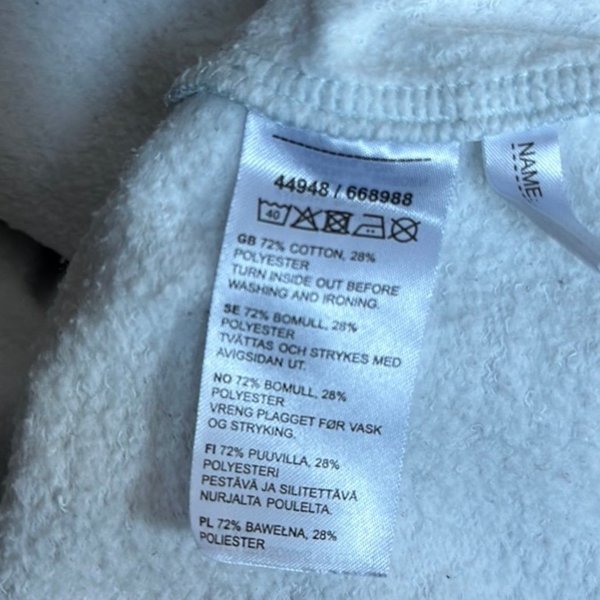 44948 / 668988
40
GB 72% COTTON, 28%
POLYESTER
TURN INSIDE OUT BEFORE
WASHING AND IRONING.
SE 72% BOMULL, 28%
POLYESTER
TVÄTTAS OCH STRYKES MED
AVIGSIDAN UT.
NO 72% BOMULL, 28%
POLYESTER
VRENG PLAGGET FØR VASK
OG STRYKING.
FI 72% PUUVILLA, 28%
POLYESTERI
PESTÄVÄ JA SILITETTÄVÄ
NURJALTA POULELTA.
PL 72% BAWEŁNA, 28%
POLIESTER
NAME: